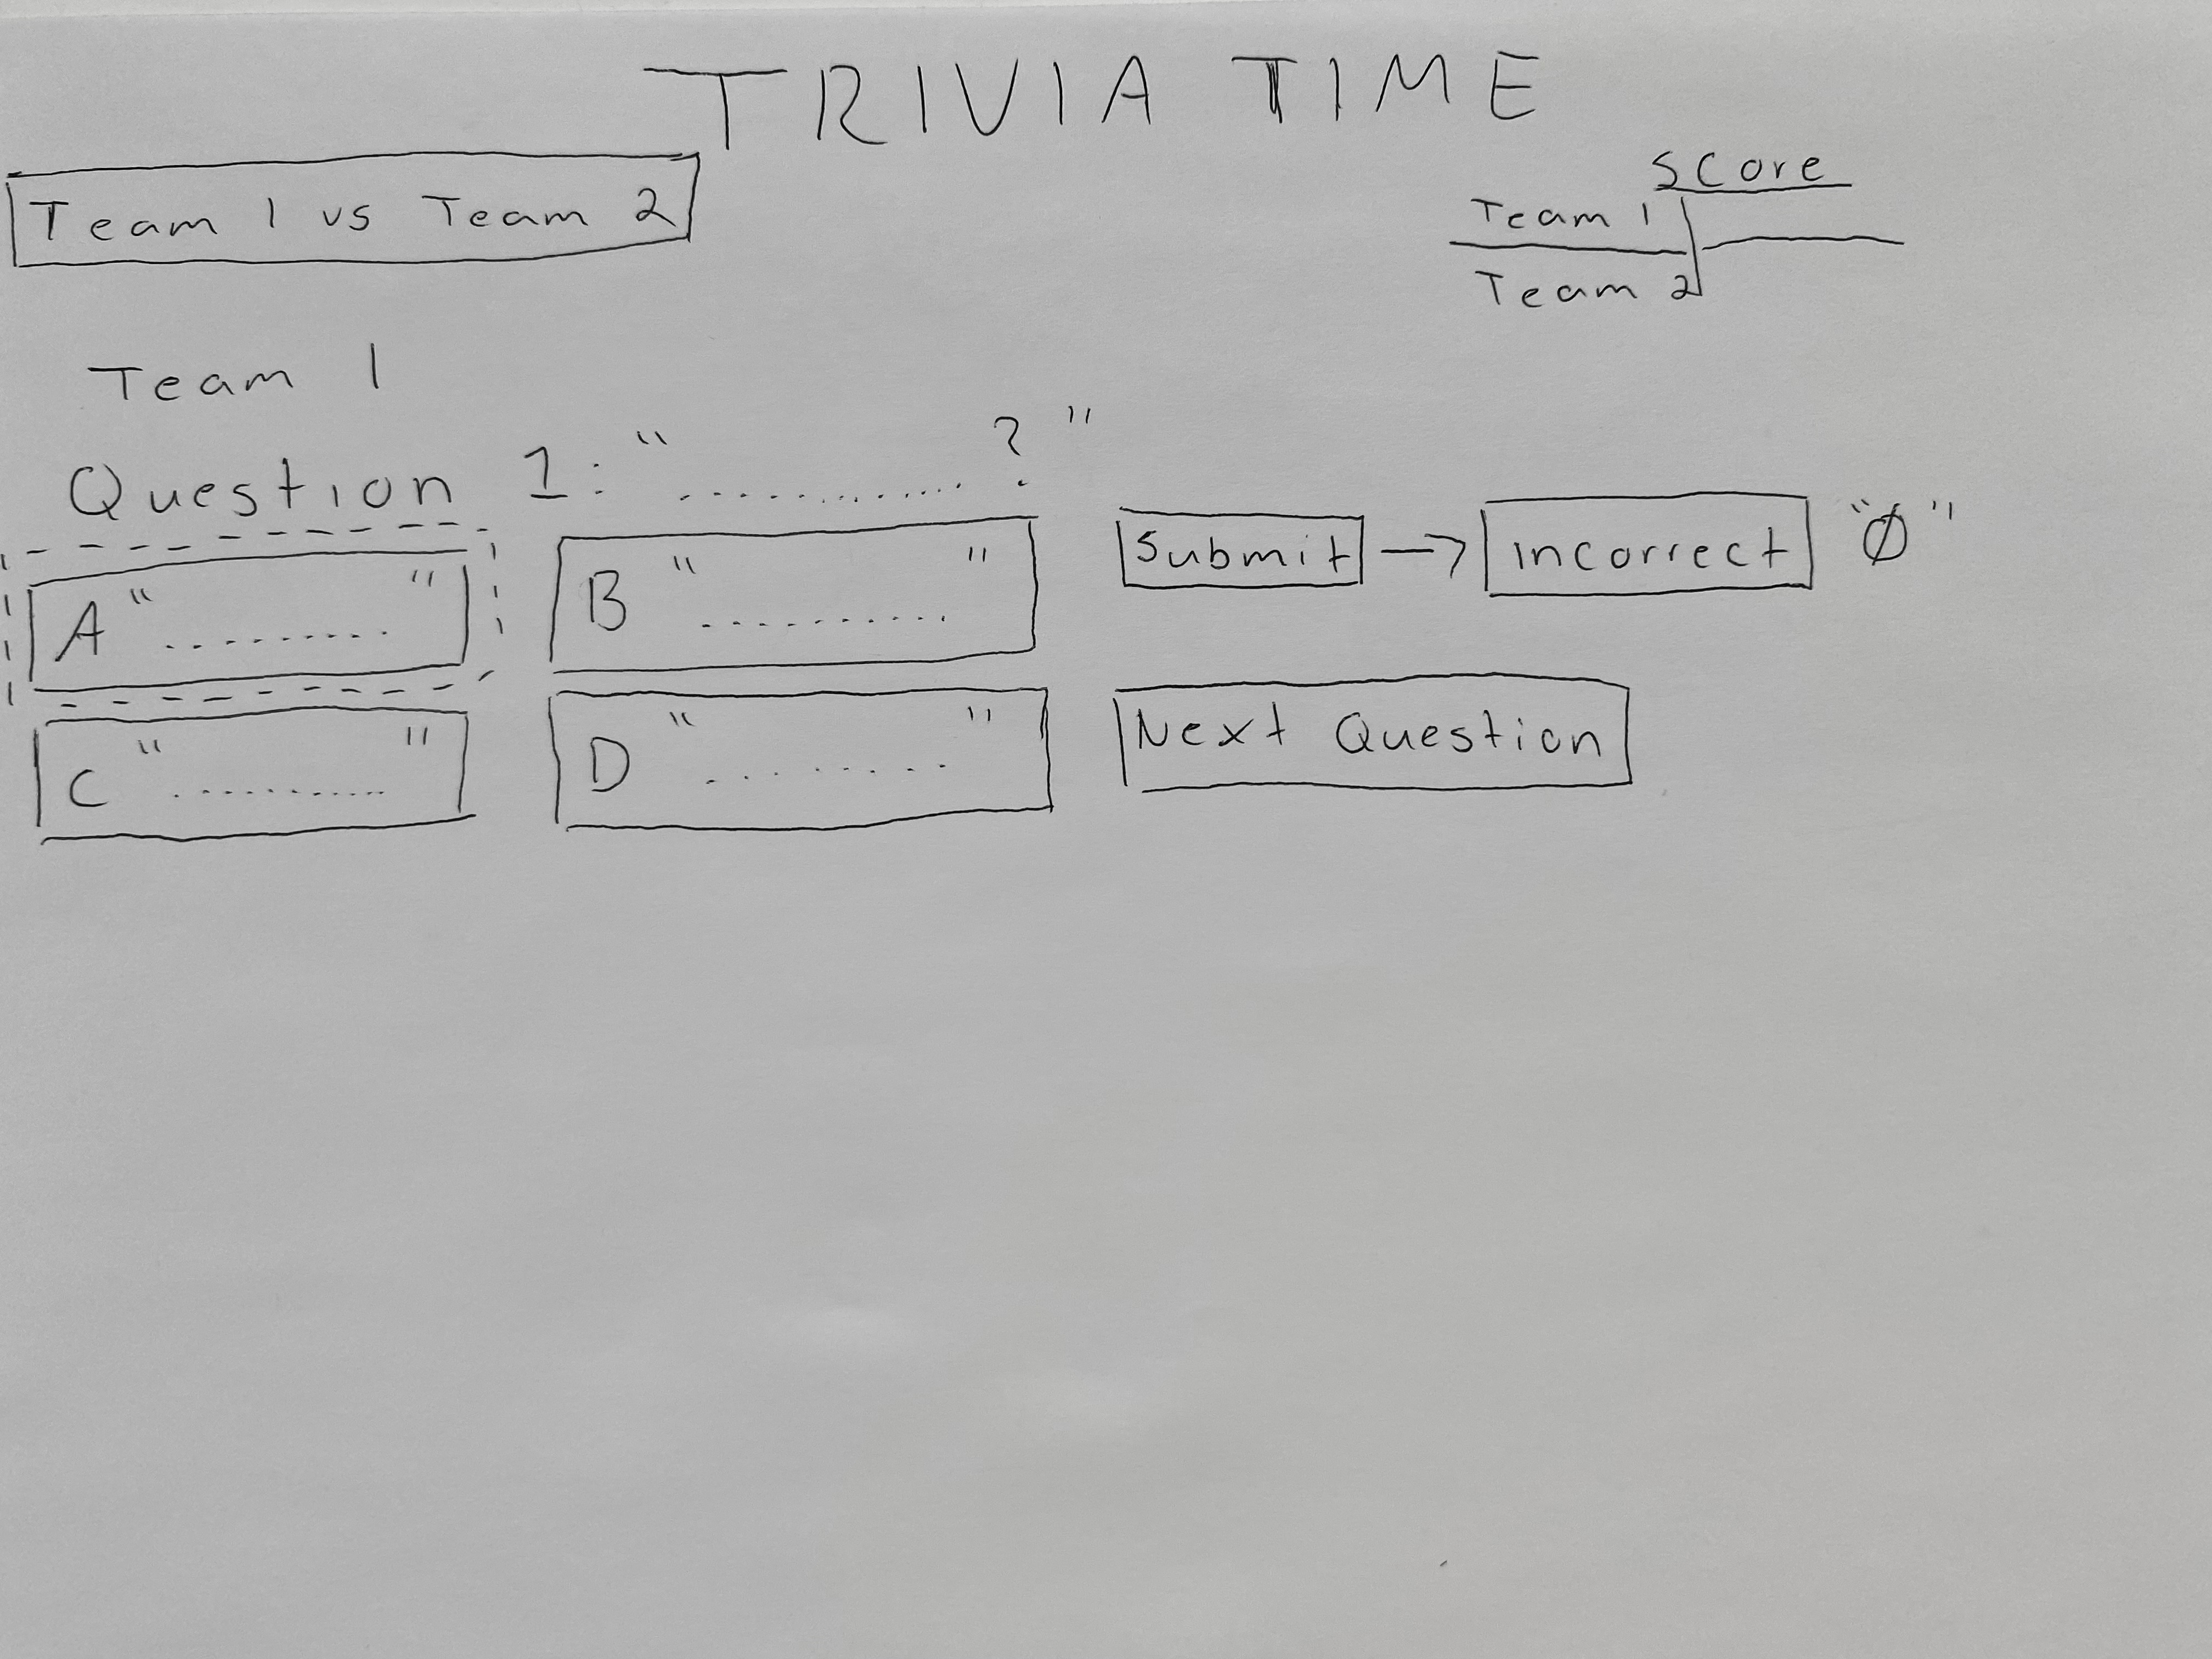 TRIVIA TIME
Team 1 vs Team 2
Score
Team 1
Team 2
Team 1
Question 1: "............?"
A ".........."
B ".........."
Submit → incorrect "Ø"
C ".........."
D "........"
Next Question